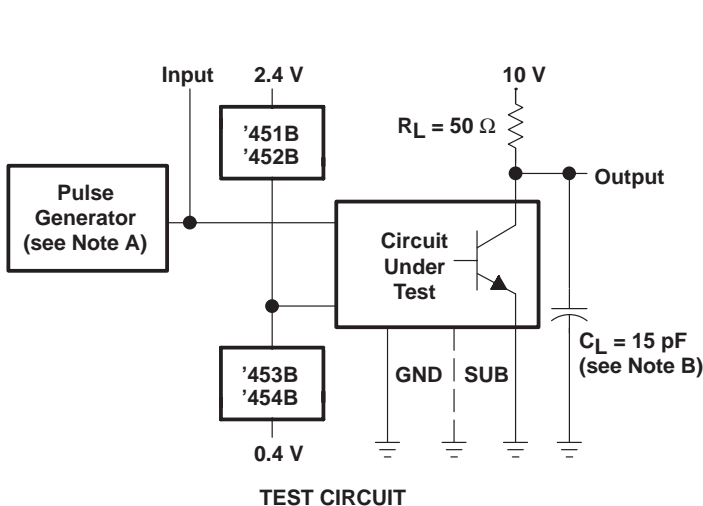 Input
2.4 V
10 V
’451B
’452B
RL = 50 Ω
Output
Pulse
Generator
(see Note A)
Circuit
Under
Test
’453B
’454B
GND
SUB
CL = 15 pF
(see Note B)
0.4 V
TEST CIRCUIT